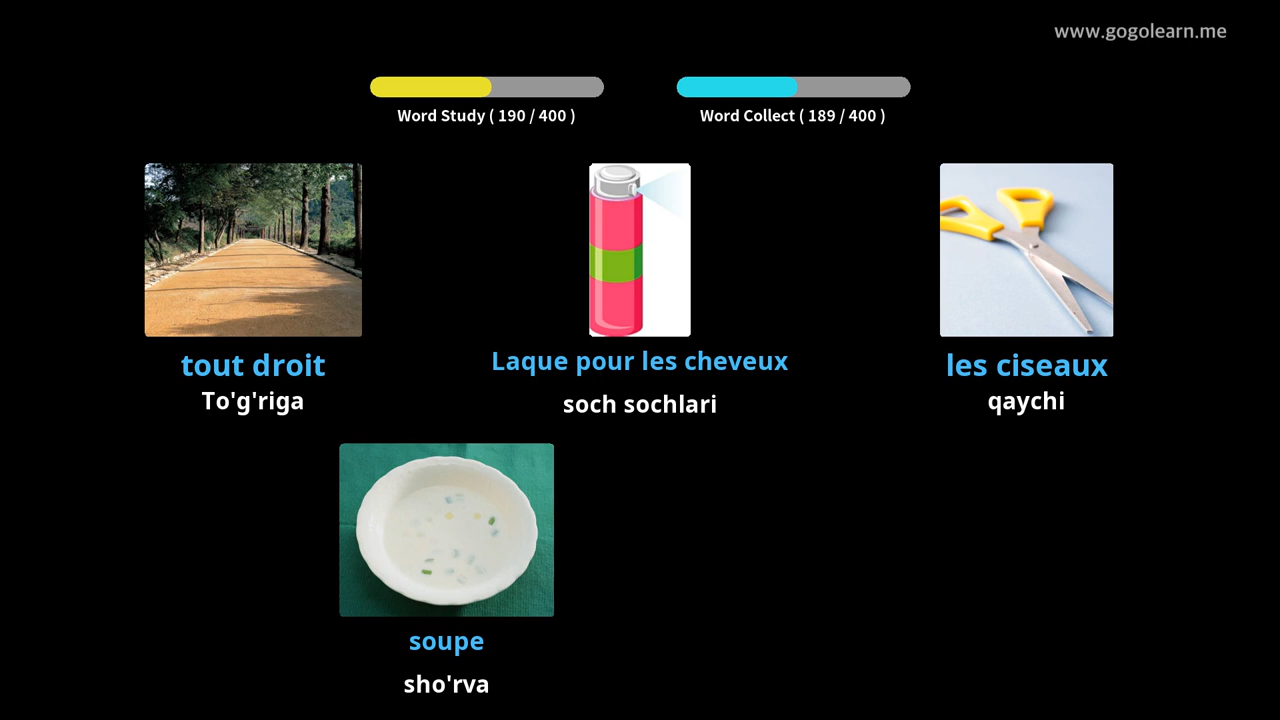 www.gogolearn.me
Word Study ( 190 / 400 )
Word Collect ( 189 / 400 )
tout droit
To'g'riga
Laque pour les cheveux
soch sochlari
les ciseaux
qaychi
soupe
sho'rva